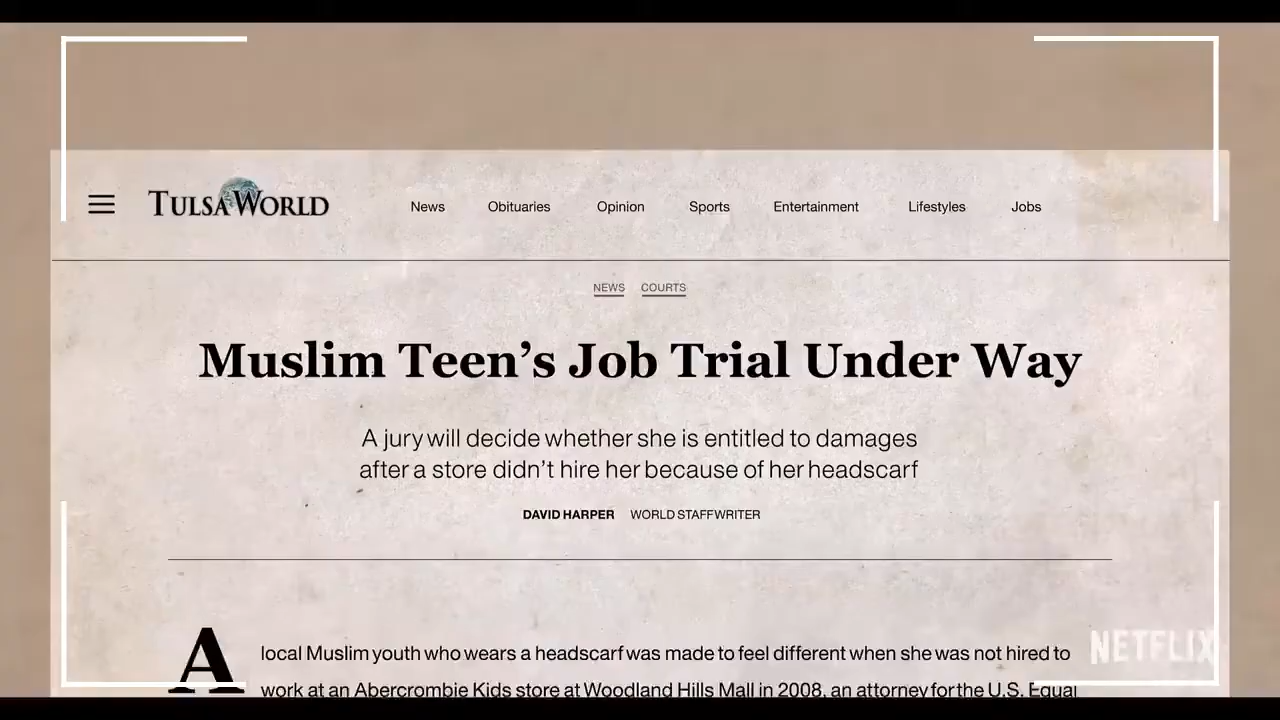 TULSA WORLD
News Obituaries Opinion Sports Entertainment Lifestyles Jobs
NEWS COURTS
Muslim Teen's Job Trial Under Way
A jury will decide whether she is entitled to damages
after a store didn't hire her because of her headscarf
DAVID HARPER WORLD STAFF WRITER
A local Muslim youth who wears a headscarf was made to feel different when she was not hired to
work at an Abercrombie Kids store at Woodland Hills Mall in 2008, an attorney for the U.S. Equal
NETFLIX